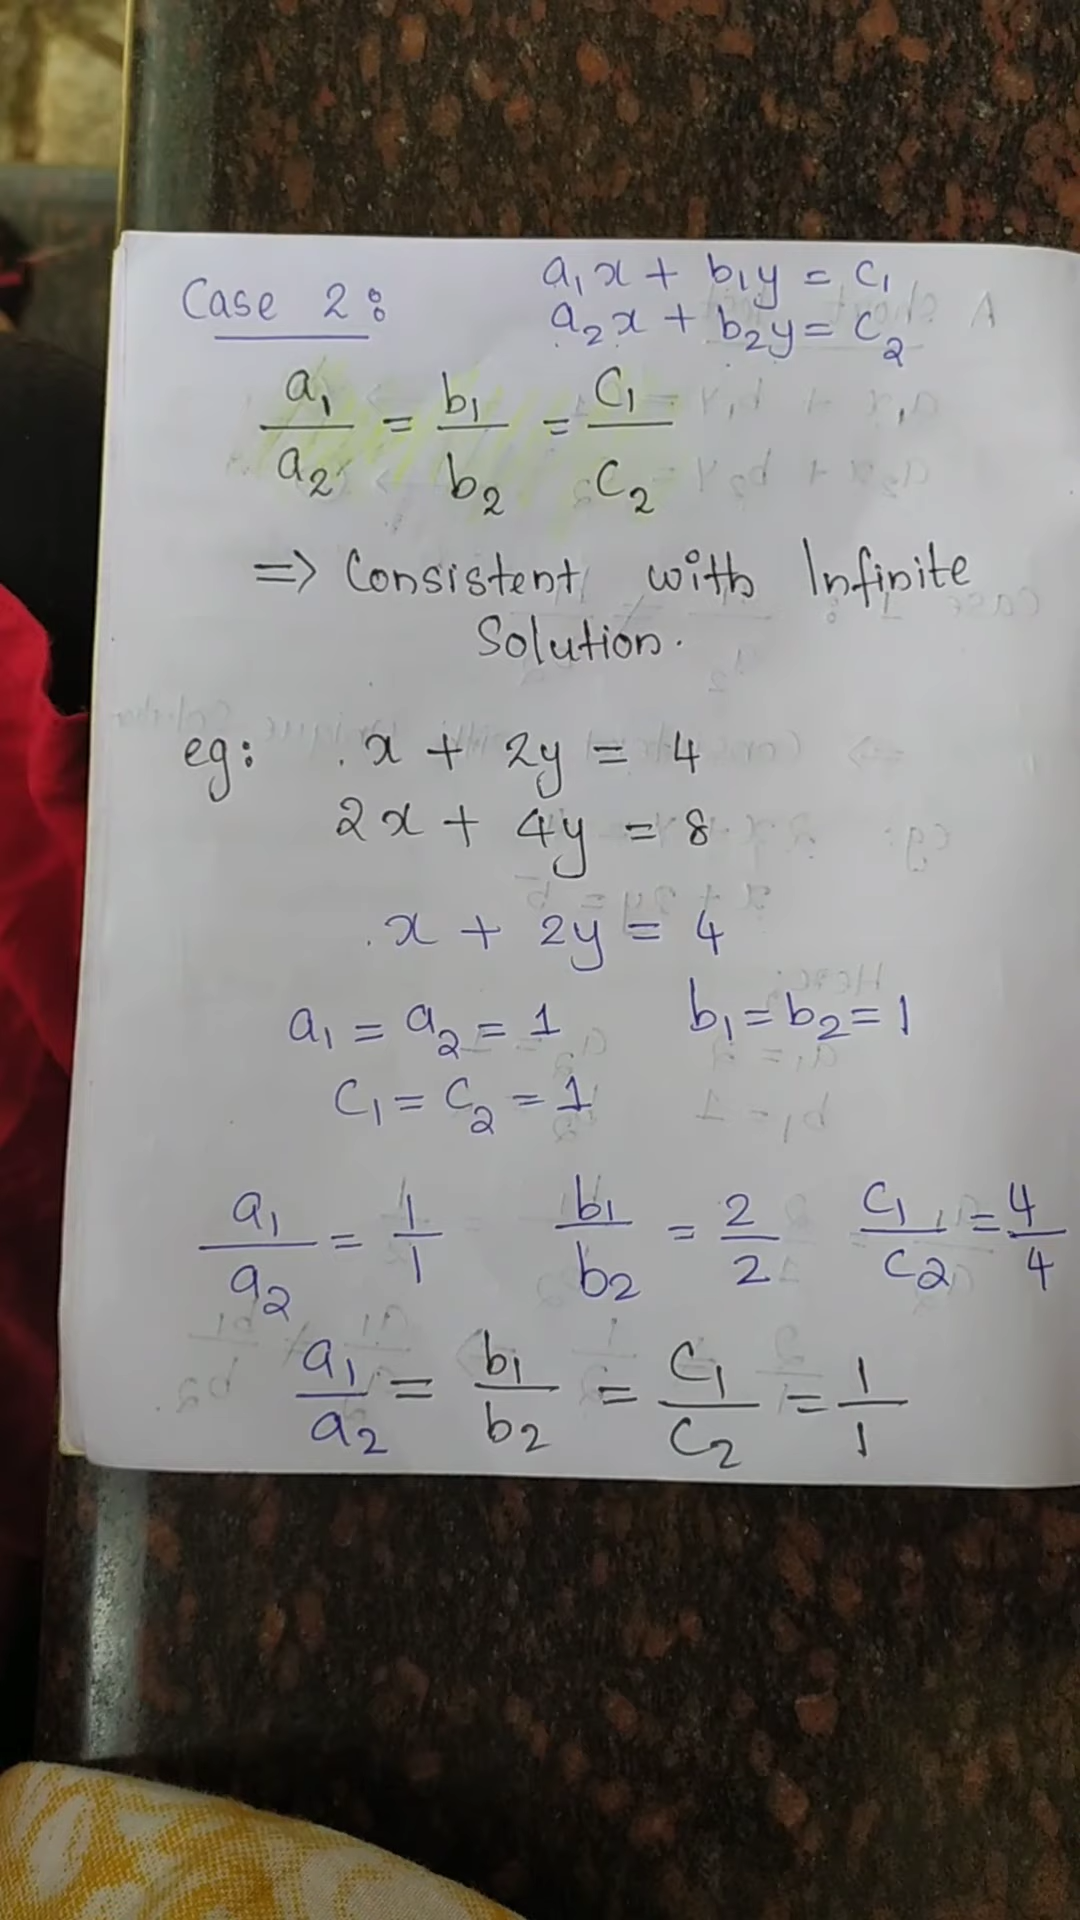 Case 2:
a₁x + b₁y = c₁
a₂x + b₂y = c₂
a₁/a₂ = b₁/b₂ = c₁/c₂
=> Consistent with Infinite
Solution.
eg: x + 2y = 4
2x + 4y = 8
x + 2y = 4
a₁ = a₂ = 1 b₁ = b₂ = 1
c₁ = c₂ = 1
a₁/a₂ = 1/1 b₁/b₂ = 2/2 c₁/c₂ = 4/4
a₁/a₂ = b₁/b₂ = c₁/c₂ = 1/1